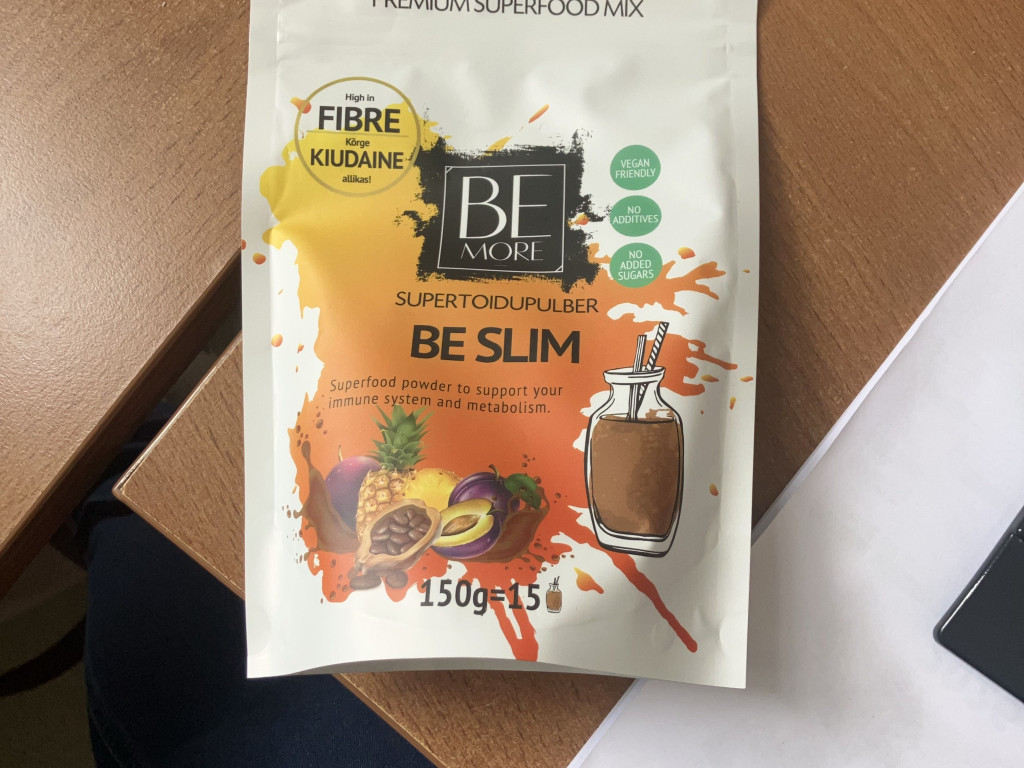 PREMIUM SUPERFOOD MIX
High in
FIBRE
Kõrge
KIUDAINE
allikas!
BE
MORE
VEGAN
FRIENDLY
NO
ADDITIVES
NO
ADDED
SUGARS
SUPERTOIDUPULBER
BE SLIM
Superfood powder to support your
immune system and metabolism.
150g=15